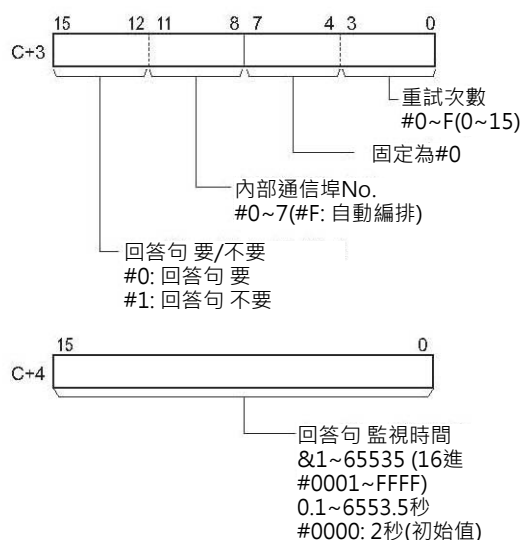 15 12 11 8 7 4 3 0
C+3
重試次數
#0~F(0~15)
固定為#0
內部通信埠No.
#0~7(#F: 自動編排)
回答句 要/不要
#0: 回答句 要
#1: 回答句 不要
15 0
C+4
回答句 監視時間
&1~65535 (16進
#0001~FFFF)
0.1~6553.5秒
#0000: 2秒(初始值)